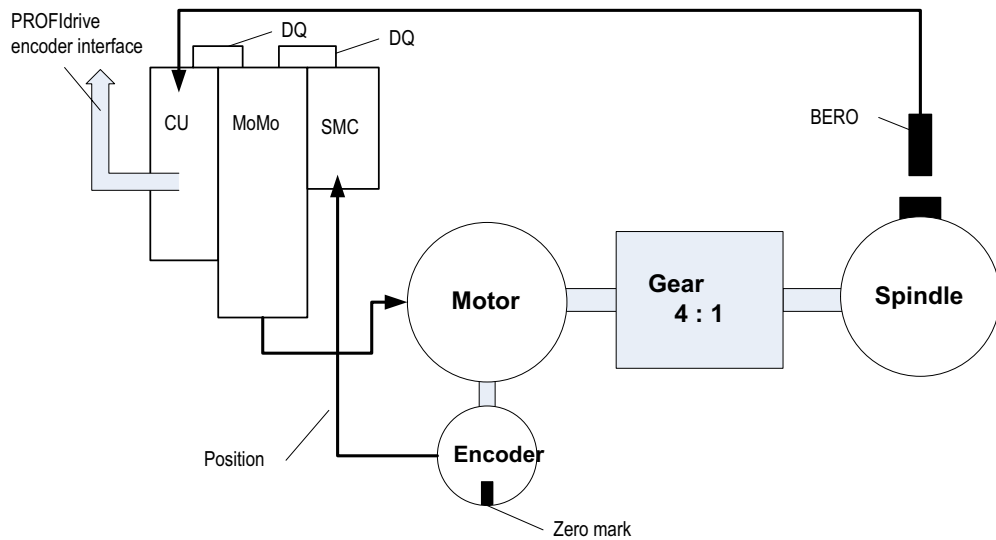 PROFIdrive
encoder interface
DQ
DQ
CU
MoMo
SMC
BERO
Motor
Gear
4 : 1
Spindle
Position
Encoder
Zero mark